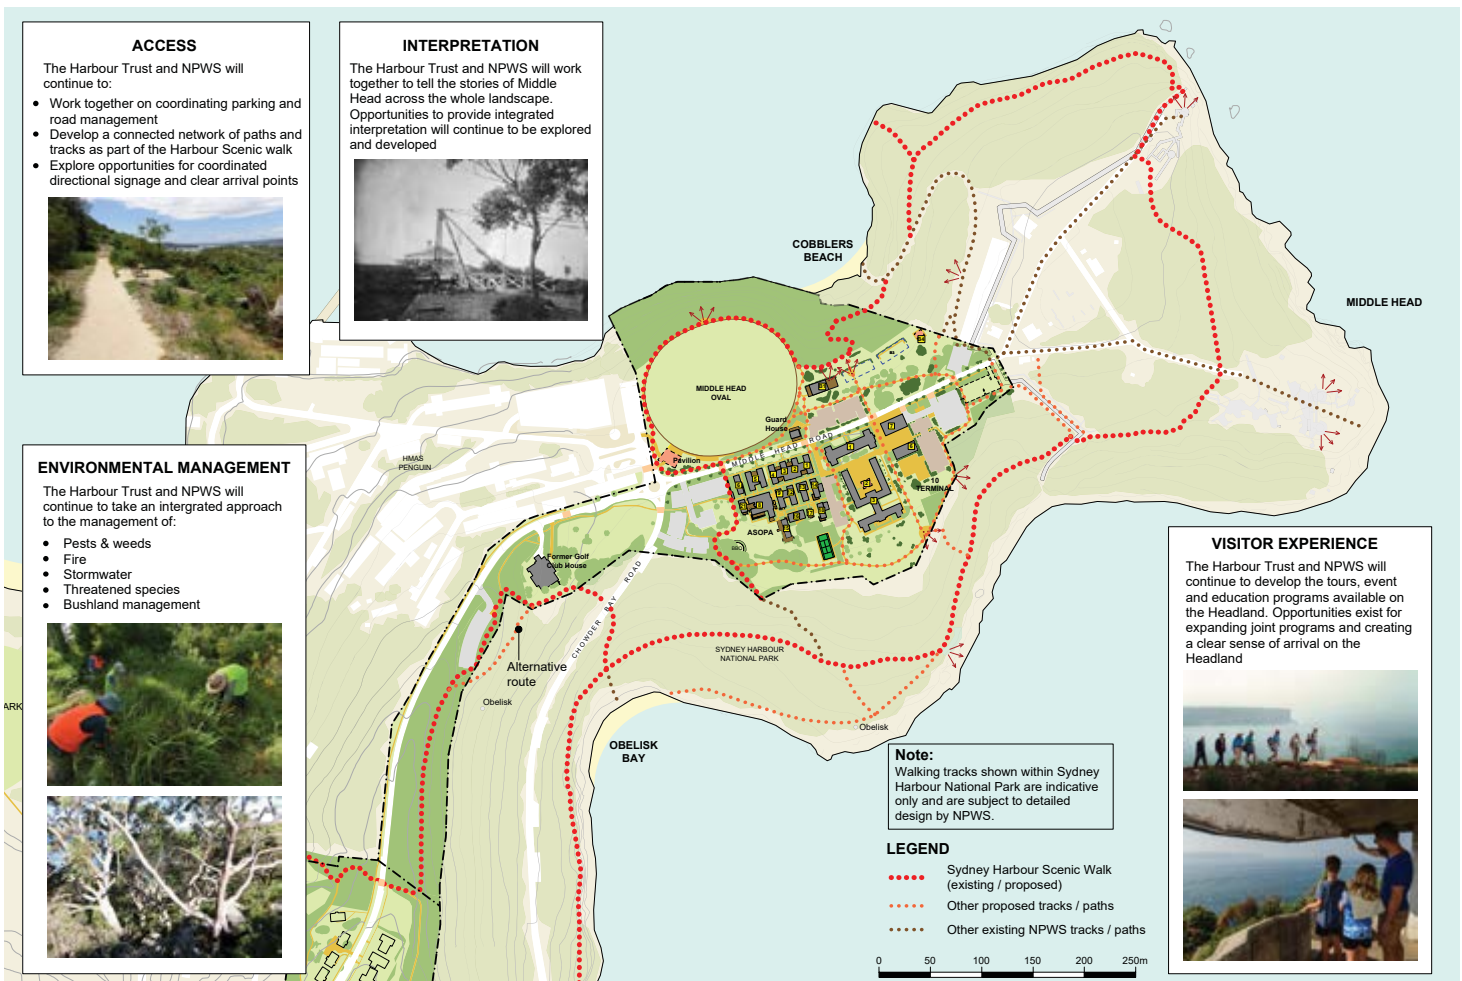 ACCESS
The Harbour Trust and NPWS will
continue to:
• Work together on coordinating parking and
road management
• Develop a connected network of paths and
tracks as part of the Harbour Scenic walk
• Explore opportunities for coordinated
directional signage and clear arrival points
INTERPRETATION
The Harbour Trust and NPWS will work
together to tell the stories of Middle
Head across the whole landscape.
Opportunities to provide integrated
interpretation will continue to be explored
and developed
COBBLERS
BEACH
MIDDLE HEAD
MIDDLE HEAD
OVAL
Guard
House
Pavilion
MIDDLE HEAD ROAD
HMAS
PENGUIN
10
TERMINAL
ASOPA
BBQ
Former Golf
Club House
CHOWDER BAY ROAD
Alternative
route
Obelisk
SYDNEY HARBOUR
NATIONAL PARK
Obelisk
OBELISK
BAY
ARK
ENVIRONMENTAL MANAGEMENT
The Harbour Trust and NPWS will
continue to take an intergrated approach
to the management of:
• Pests & weeds
• Fire
• Stormwater
• Threatened species
• Bushland management
VISITOR EXPERIENCE
The Harbour Trust and NPWS will
continue to develop the tours, event
and education programs available on
the Headland. Opportunities exist for
expanding joint programs and creating
a clear sense of arrival on the
Headland
Note:
Walking tracks shown within Sydney
Harbour National Park are indicative
only and are subject to detailed
design by NPWS.
LEGEND
Sydney Harbour Scenic Walk
(existing / proposed)
Other proposed tracks / paths
Other existing NPWS tracks / paths
0 50 100 150 200 250m